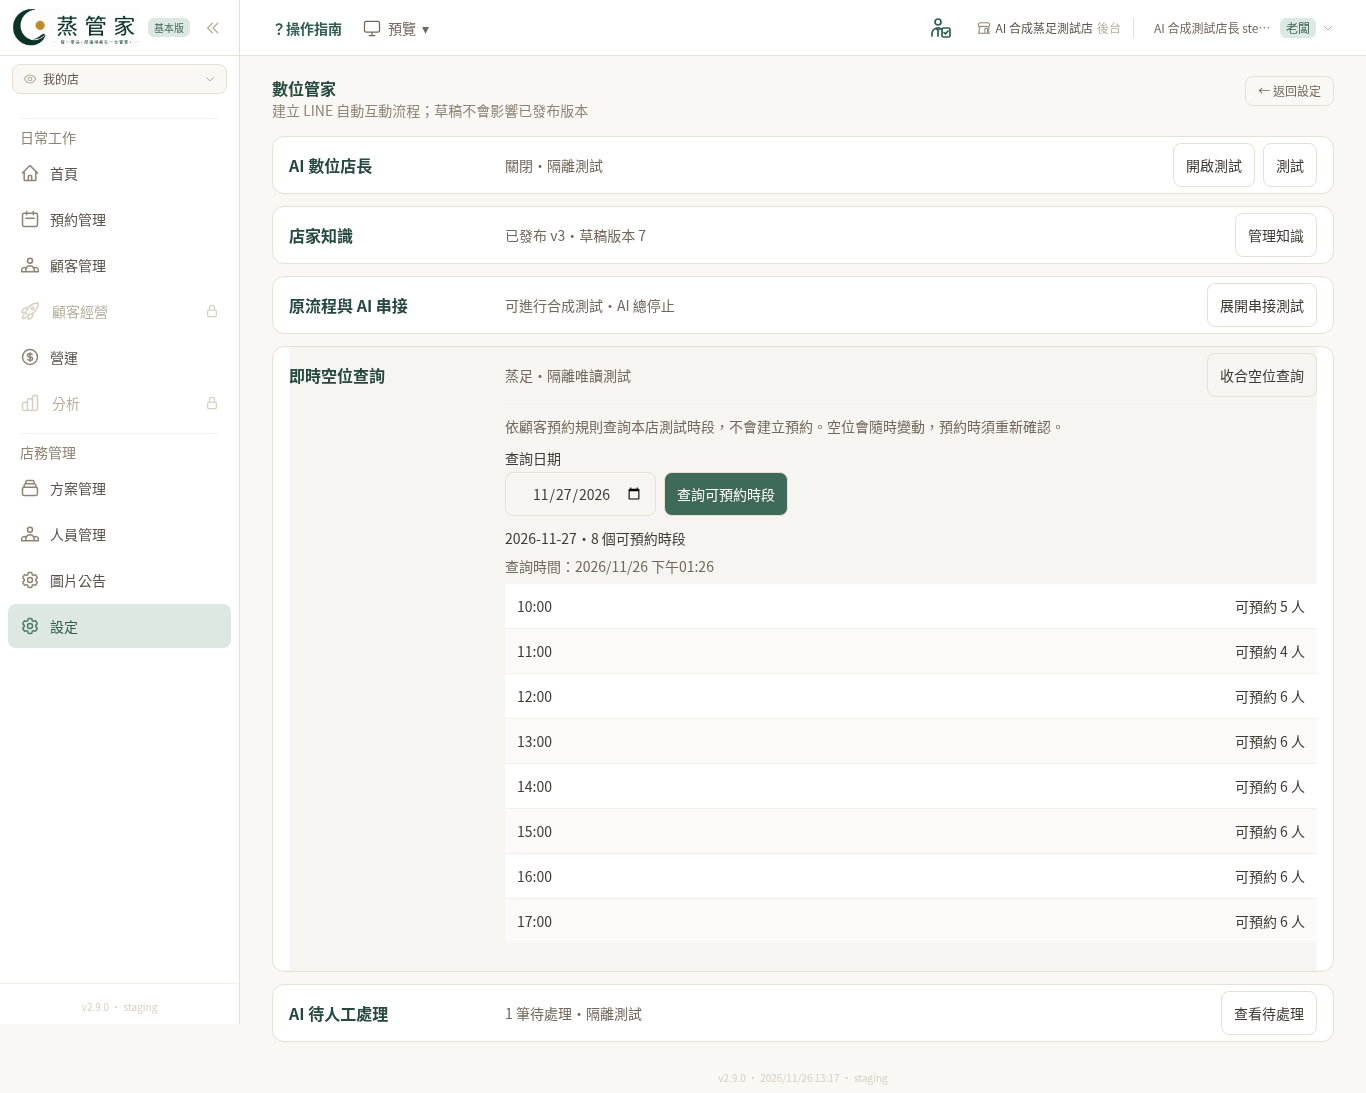 蒸管家
基本版
我的店
日常工作
首頁
預約管理
顧客管理
顧客經營
營運
分析
店務管理
方案管理
人員管理
圖片公告
設定
v2.9.0 · staging
?操作指南
預覽 ▾
AI 合成蒸足測試店 後台
AI 合成測試店長 ste…
老闆
數位管家
建立 LINE 自動互動流程；草稿不會影響已發布版本
← 返回設定
AI 數位店長
關閉・隔離測試
開啟測試
測試
店家知識
已發布 v3・草稿版本 7
管理知識
原流程與 AI 串接
可進行合成測試・AI 總停止
展開串接測試
即時空位查詢
蒸足・隔離唯讀測試
收合空位查詢
依顧客預約規則查詢本店測試時段，不會建立預約。空位會隨時變動，預約時須重新確認。
查詢日期
11/27/2026
查詢可預約時段
2026-11-27・8 個可預約時段
查詢時間：2026/11/26 下午01:26
10:00 可預約 5 人
11:00 可預約 4 人
12:00 可預約 6 人
13:00 可預約 6 人
14:00 可預約 6 人
15:00 可預約 6 人
16:00 可預約 6 人
17:00 可預約 6 人
AI 待人工處理
1 筆待處理・隔離測試
查看待處理
v2.9.0 · 2026/11/26 13:17 · staging